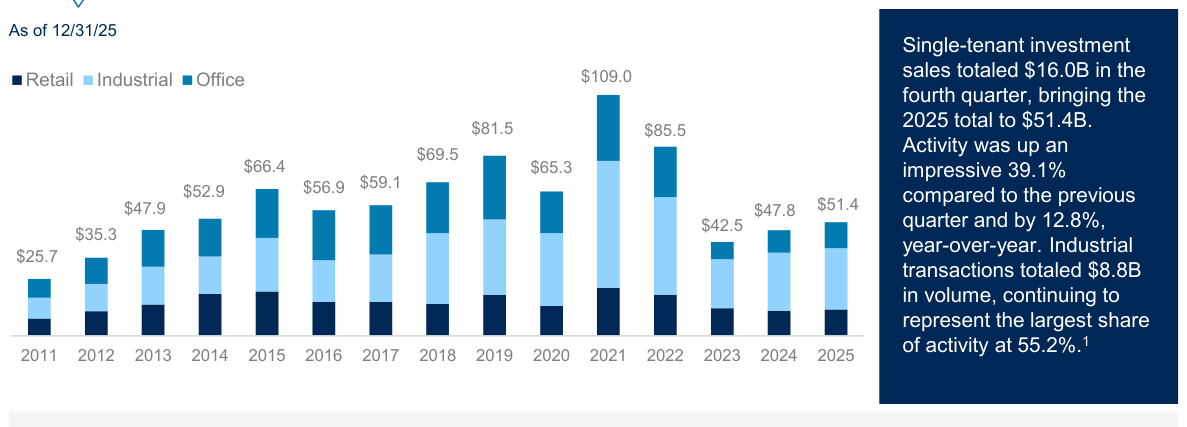 As of 12/31/25
Retail Industrial Office
$25.7
$35.3
$47.9
$52.9
$66.4
$56.9
$59.1
$69.5
$81.5
$65.3
$109.0
$85.5
$42.5
$47.8
$51.4
2011 2012 2013 2014 2015 2016 2017 2018 2019 2020 2021 2022 2023 2024 2025
Single-tenant investment
sales totaled $16.0B in the
fourth quarter, bringing the
2025 total to $51.4B.
Activity was up an
impressive 39.1%
compared to the previous
quarter and by 12.8%,
year-over-year. Industrial
transactions totaled $8.8B
in volume, continuing to
represent the largest share
of activity at 55.2%.¹